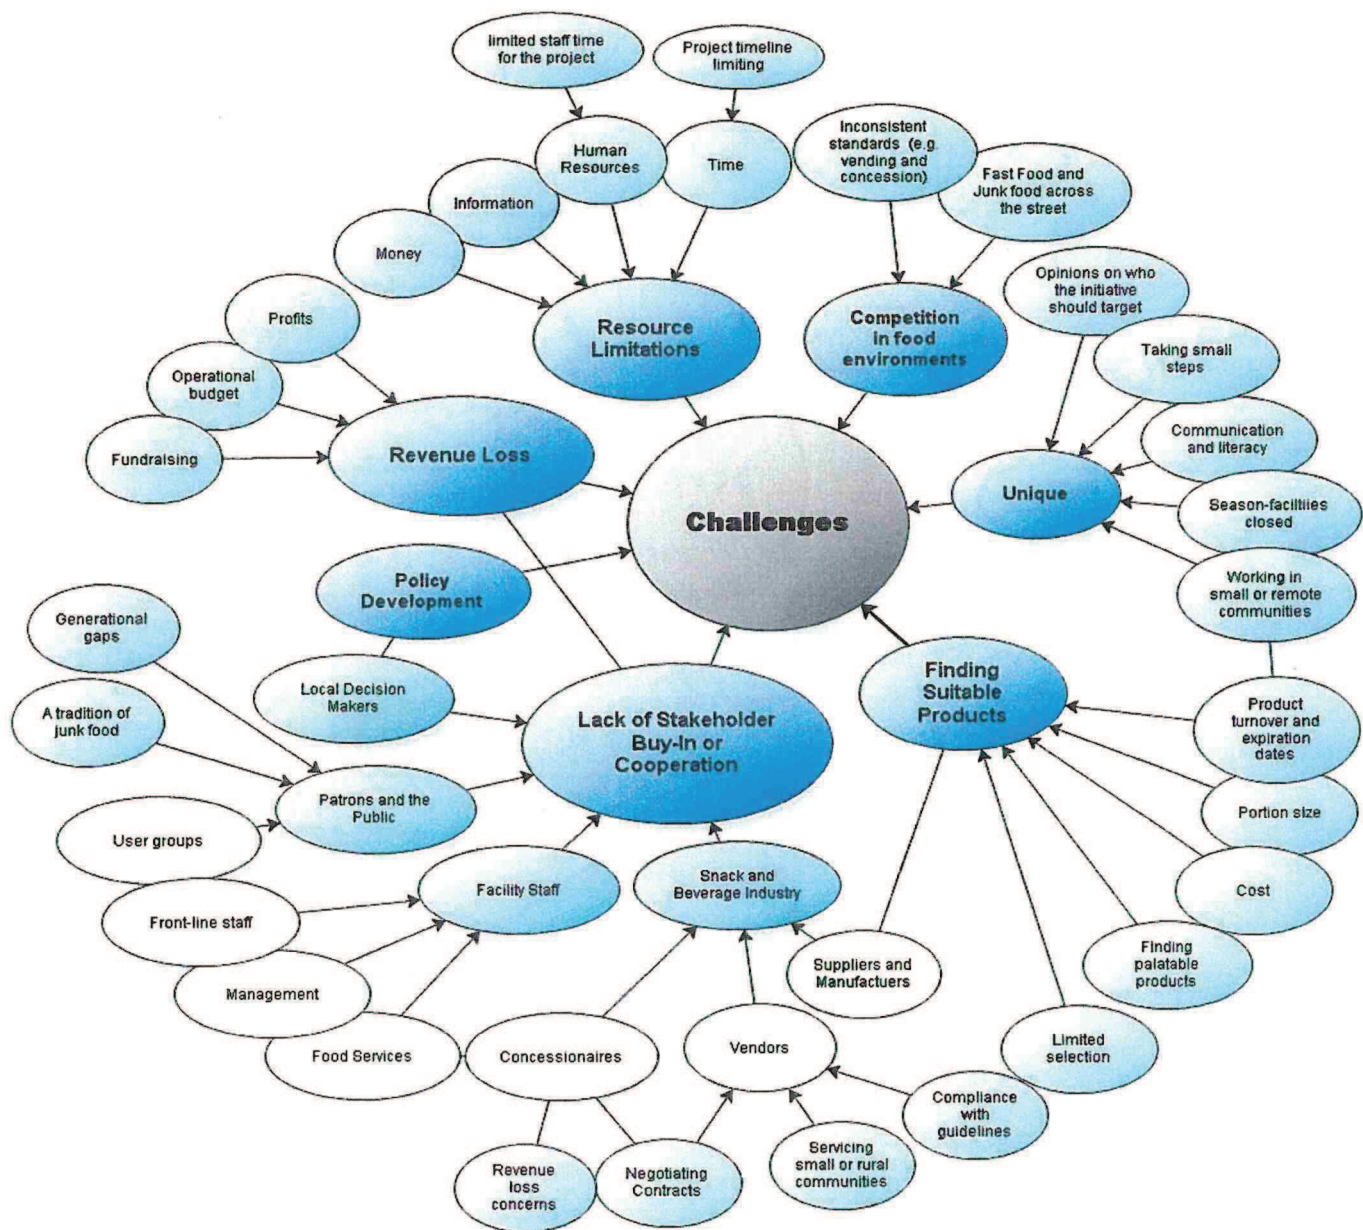 limited staff time
for the project
Project timeline
limiting
Human
Resources
Time
Inconsistent
standards (e.g.
vending and
concession)
Fast Food and
Junk food across
the street
Information
Money
Profits
Operational
budget
Fundraising
Resource
Limitations
Competition
in food
environments
Opinions on who
the initiative
should target
Taking small
steps
Communication
and literacy
Season-faciltiies
closed
Working in
small or remote
communities
Unique
Revenue Loss
Challenges
Policy
Development
Local Decision
Makers
Generational
gaps
A tradition of
junk food
Patrons and the
Public
User groups
Lack of Stakeholder
Buy-In or
Cooperation
Finding
Suitable
Products
Product
turnover and
expiration
dates
Portion size
Cost
Finding
palatable
products
Limited
selection
Facility Staff
Snack and
Beverage Industry
Front-line staff
Management
Food Services
Concessionaires
Vendors
Suppliers and
Manufactuers
Compliance
with
guidelines
Servicing
small or rural
communities
Negotiating
Contracts
Revenue
loss
concerns